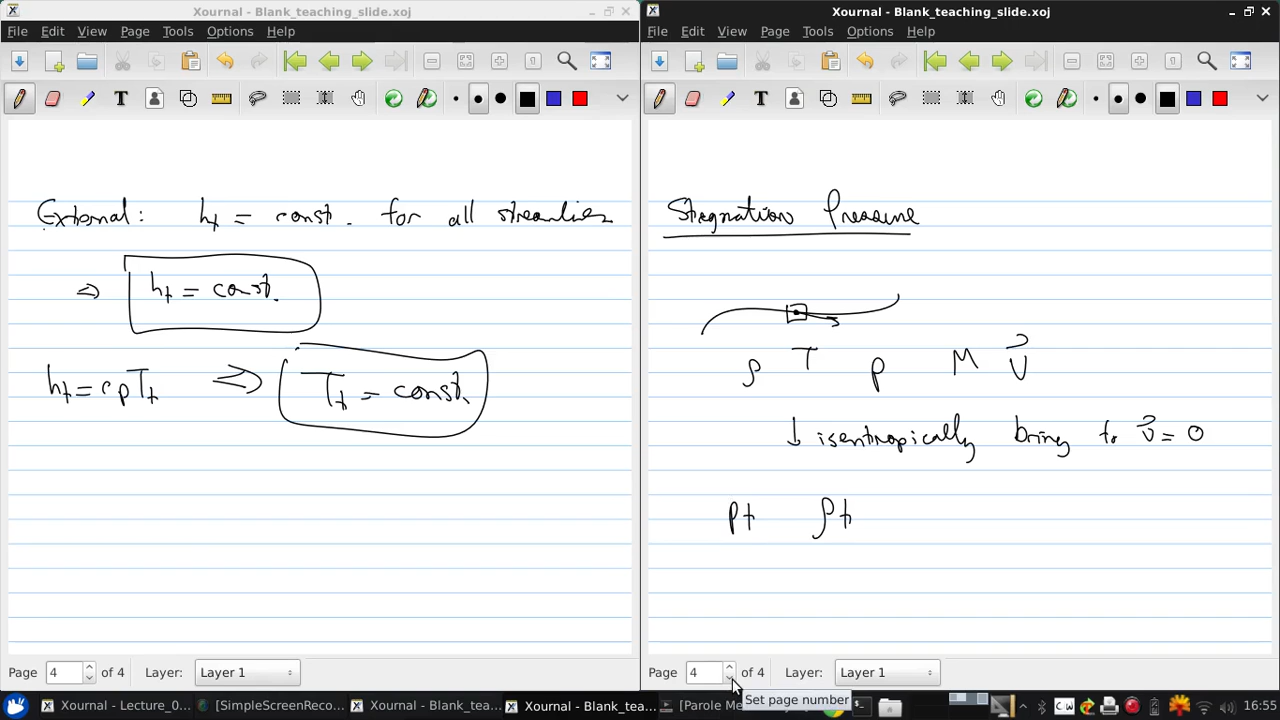 Xournal - Blank_teaching_slide.xoj
File Edit View Page Tools Options Help
External: ht = const. for all streamlies
⇒ ht = const.
ht = cpTt ⇒ Tt = const.
Page 4 of 4 Layer: Layer 1
Xournal - Blank_teaching_slide.xoj
File Edit View Page Tools Options Help
Stagnation Pressure
ρ T p M V⃗
↓ isentropically bring to v⃗ = 0
pt ρt
Page 4 of 4 Layer: Layer 1
Set page number
Xournal - Lecture_0... [SimpleScreenReco... Xournal - Blank_tea... Xournal - Blank_tea... [Parole Me 16:55